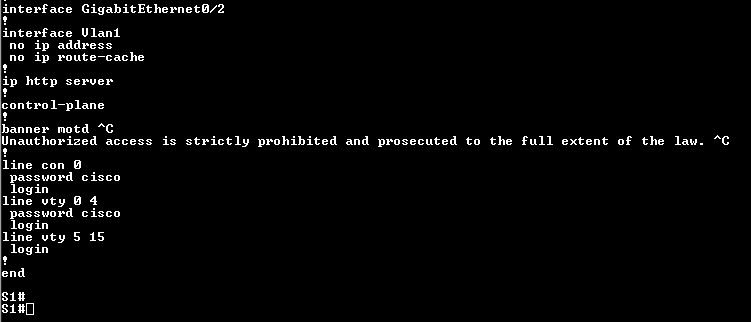 interface GigabitEthernet0/2
!
interface Vlan1
 no ip address
 no ip route-cache
!
ip http server
!
control-plane
!
banner motd ^C
Unauthorized access is strictly prohibited and prosecuted to the full extent of the law. ^C
!
line con 0
 password cisco
 login
line vty 0 4
 password cisco
 login
line vty 5 15
 login
!
end
S1#
S1#